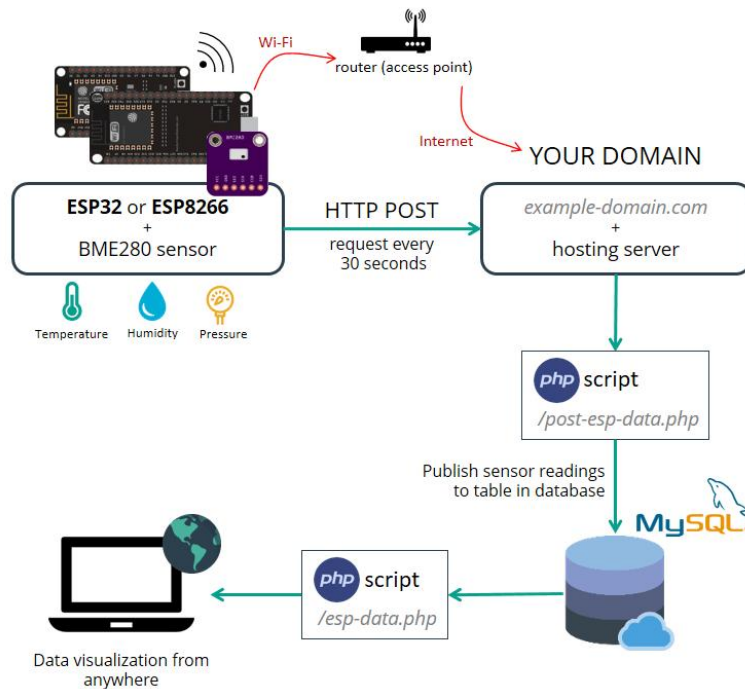 Wi-Fi
router (access point)
Internet
YOUR DOMAIN
ESP32 or ESP8266
+
BME280 sensor
HTTP POST
request every
30 seconds
example-domain.com
+
hosting server
Temperature
Humidity
Pressure
php script
/post-esp-data.php
Publish sensor readings
to table in database
MySQL
php script
/esp-data.php
Data visualization from
anywhere